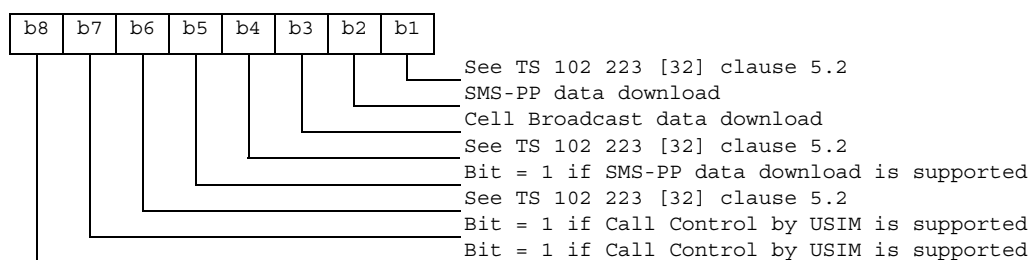 b8 b7 b6 b5 b4 b3 b2 b1
See TS 102 223 [32] clause 5.2
SMS-PP data download
Cell Broadcast data download
See TS 102 223 [32] clause 5.2
Bit = 1 if SMS-PP data download is supported
See TS 102 223 [32] clause 5.2
Bit = 1 if Call Control by USIM is supported
Bit = 1 if Call Control by USIM is supported